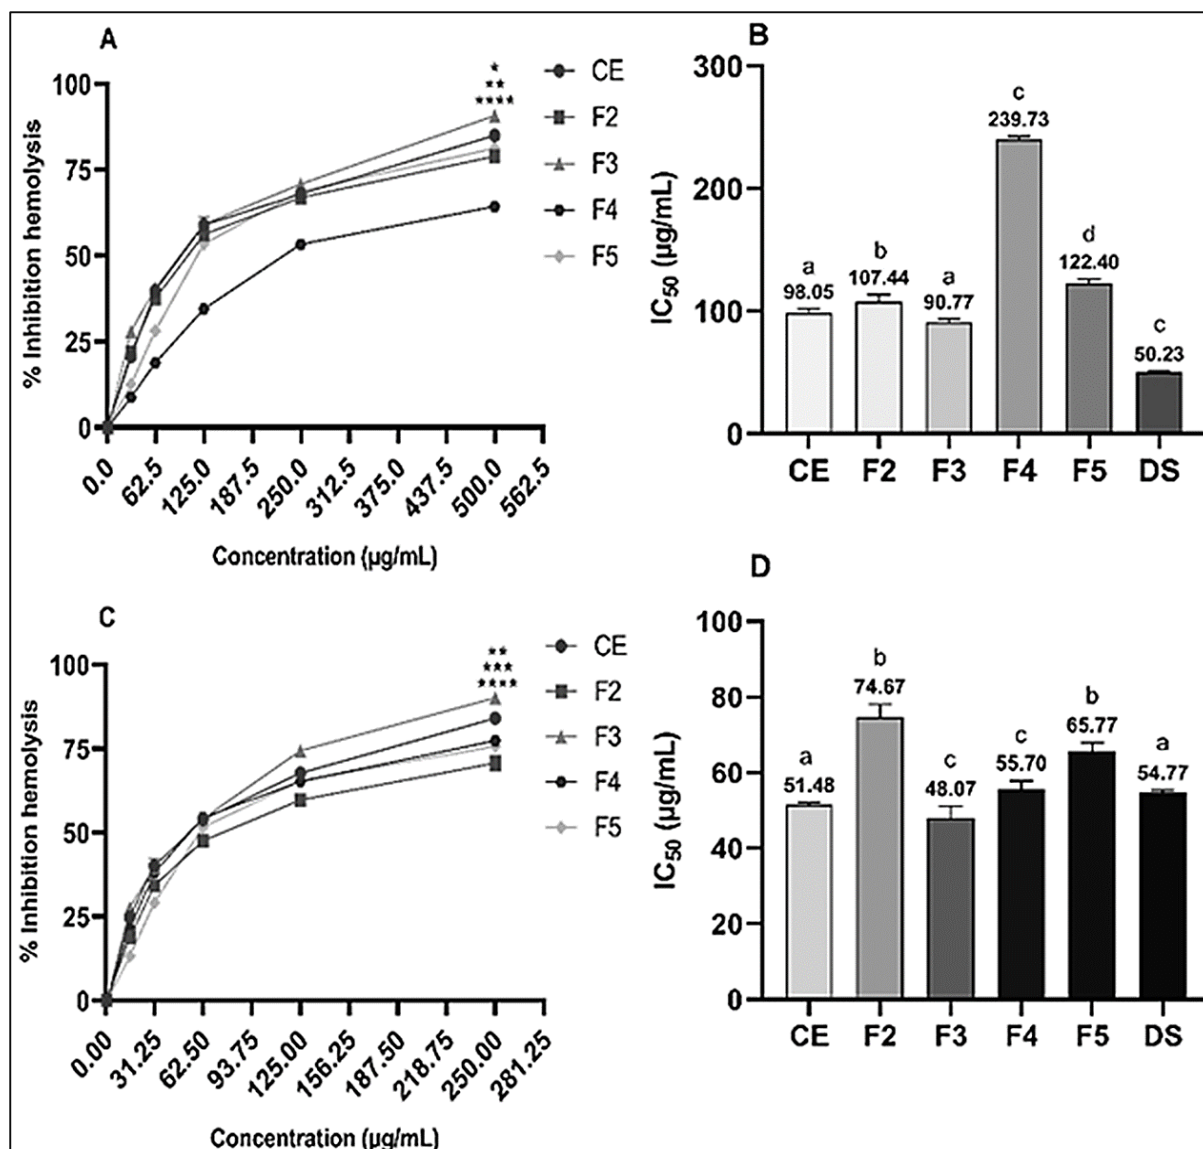 A
% Inhibition hemolysis
100
75
50
25
0
*
**
****
CE
F2
F3
F4
F5
0.0
62.5
125.0
187.5
250.0
312.5
375.0
437.5
500.0
562.5
Concentration (µg/mL)
B
IC50 (µg/mL)
300
200
100
0
a
98.05
b
107.44
a
90.77
c
239.73
d
122.40
c
50.23
CE F2 F3 F4 F5 DS
C
% Inhibition hemolysis
100
75
50
25
0
**
***
****
CE
F2
F3
F4
F5
0.00
31.25
62.50
93.75
125.00
156.25
187.50
218.75
250.00
281.25
Concentration (µg/mL)
D
IC50 (µg/mL)
100
80
60
40
20
0
a
51.48
b
74.67
c
48.07
c
55.70
b
65.77
a
54.77
CE F2 F3 F4 F5 DS